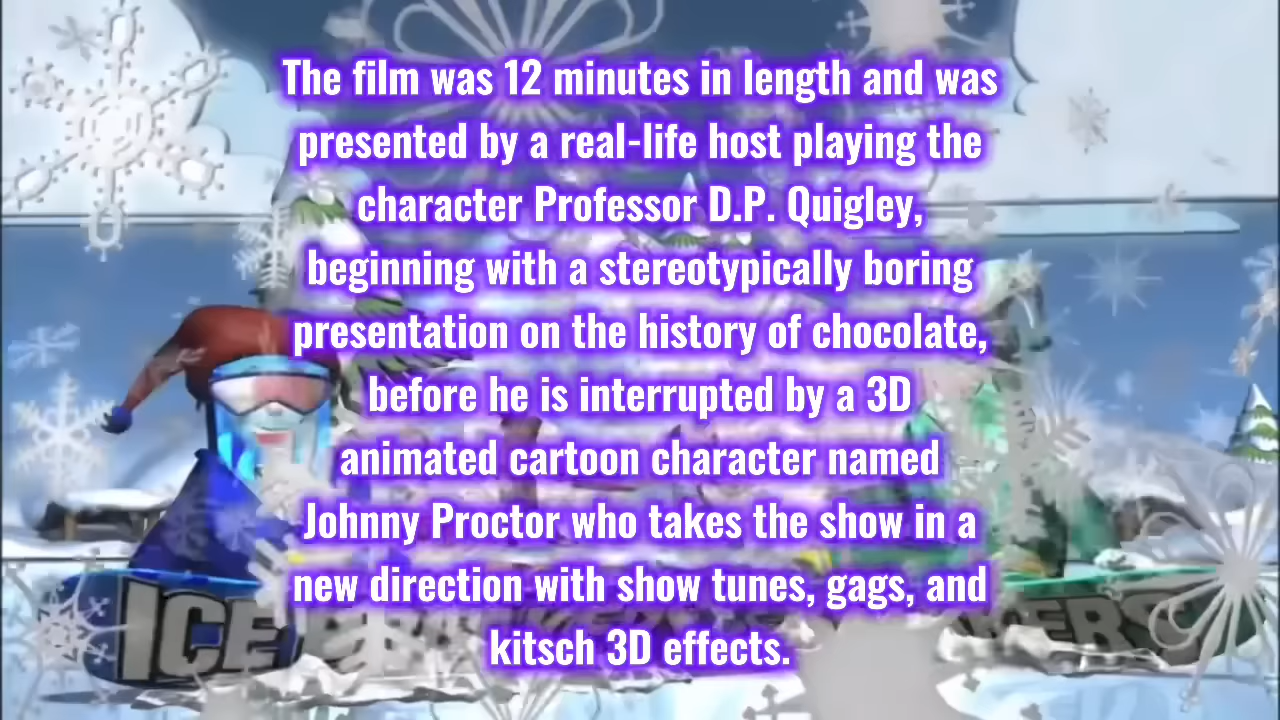 The film was 12 minutes in length and was
presented by a real-life host playing the
character Professor D.P. Quigley,
beginning with a stereotypically boring
presentation on the history of chocolate,
before he is interrupted by a 3D
animated cartoon character named
Johnny Proctor who takes the show in a
new direction with show tunes, gags, and
kitsch 3D effects.
ICE